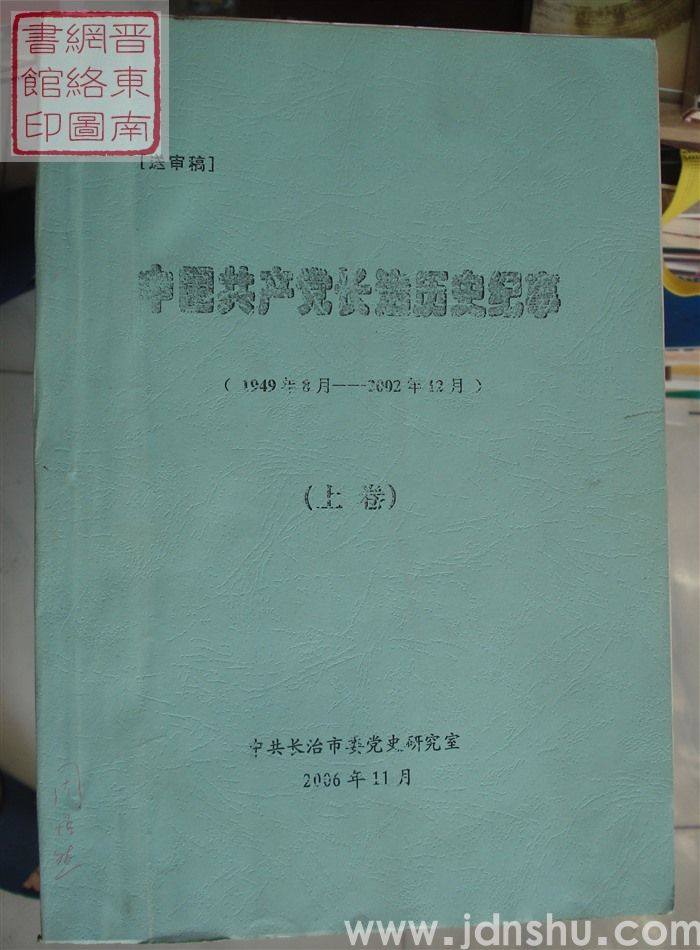 晋東南
網絡圖
書館印
[送审稿]
中国共产党长治历史纪事
（1949年8月——2002年12月）
（上卷）
中共长治市委党史研究室
2006年11月
www.jdnshu.com